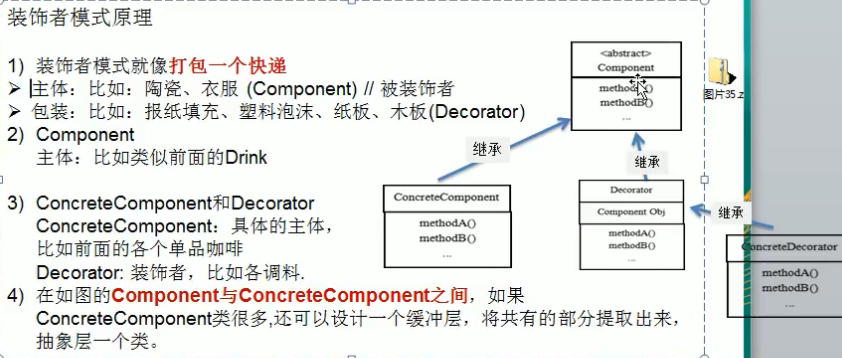 装饰者模式原理
1) 装饰者模式就像打包一个快递
主体：比如：陶瓷、衣服 (Component) // 被装饰者
包装：比如：报纸填充、塑料泡沫、纸板、木板(Decorator)
2) Component
主体：比如类似前面的Drink
3) ConcreteComponent和Decorator
ConcreteComponent：具体的主体，
比如前面的各个单品咖啡
Decorator: 装饰者，比如各调料.
4) 在如图的Component与ConcreteComponent之间，如果
ConcreteComponent类很多,还可以设计一个缓冲层，将共有的部分提取出来，
抽象层一个类。
<abstract>
Component
methodA()
methodB()
...
继承
继承
继承
ConcreteComponent
methodA()
methodB()
...
Decorator
Component Obj
methodA()
methodB()
...
ConcreteDecorator
methodA()
methodB()
...
图片35.z